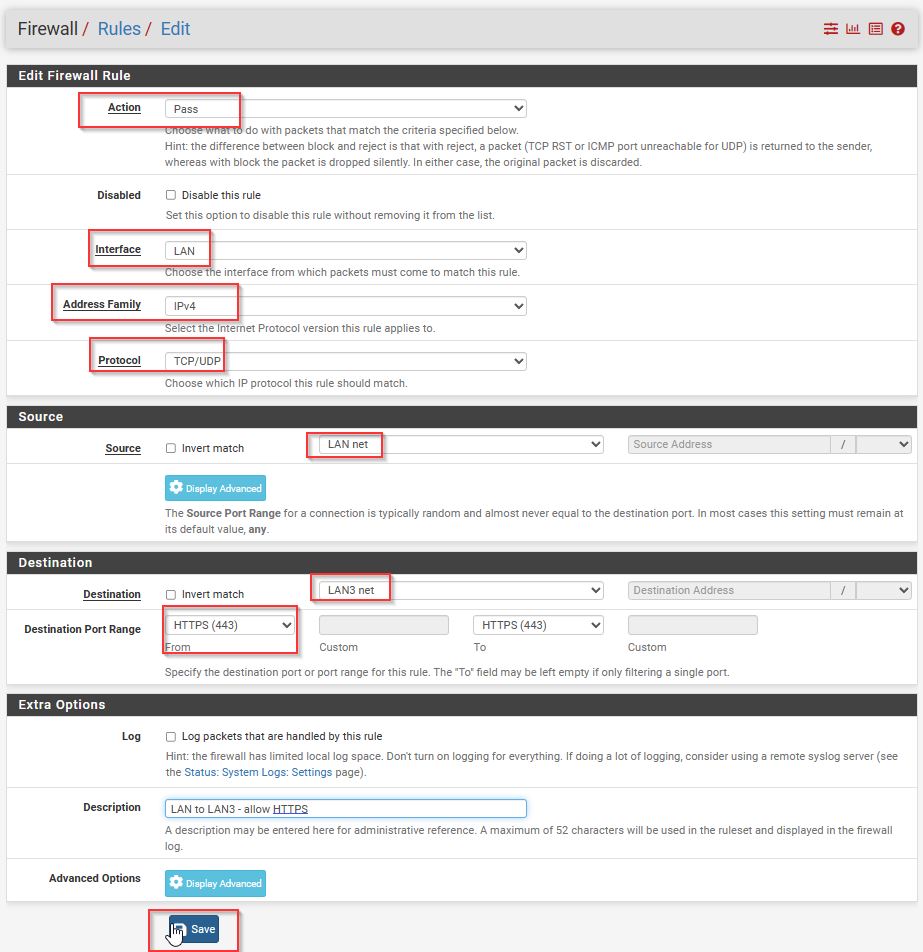 Firewall / Rules / Edit
Edit Firewall Rule
Action Pass
Choose what to do with packets that match the criteria specified below.
Hint: the difference between block and reject is that with reject, a packet (TCP RST or ICMP port unreachable for UDP) is returned to the sender,
whereas with block the packet is dropped silently. In either case, the original packet is discarded.
Disabled Disable this rule
Set this option to disable this rule without removing it from the list.
Interface LAN
Choose the interface from which packets must come to match this rule.
Address Family IPv4
Select the Internet Protocol version this rule applies to.
Protocol TCP/UDP
Choose which IP protocol this rule should match.
Source
Source Invert match LAN net Source Address /
Display Advanced
The Source Port Range for a connection is typically random and almost never equal to the destination port. In most cases this setting must remain at
its default value, any.
Destination
Destination Invert match LAN3 net Destination Address /
Destination Port Range HTTPS (443) HTTPS (443)
From Custom To Custom
Specify the destination port or port range for this rule. The "To" field may be left empty if only filtering a single port.
Extra Options
Log Log packets that are handled by this rule
Hint: the firewall has limited local log space. Don't turn on logging for everything. If doing a lot of logging, consider using a remote syslog server (see
the Status: System Logs: Settings page).
Description LAN to LAN3 - allow HTTPS
A description may be entered here for administrative reference. A maximum of 52 characters will be used in the ruleset and displayed in the firewall
log.
Advanced Options Display Advanced
Save